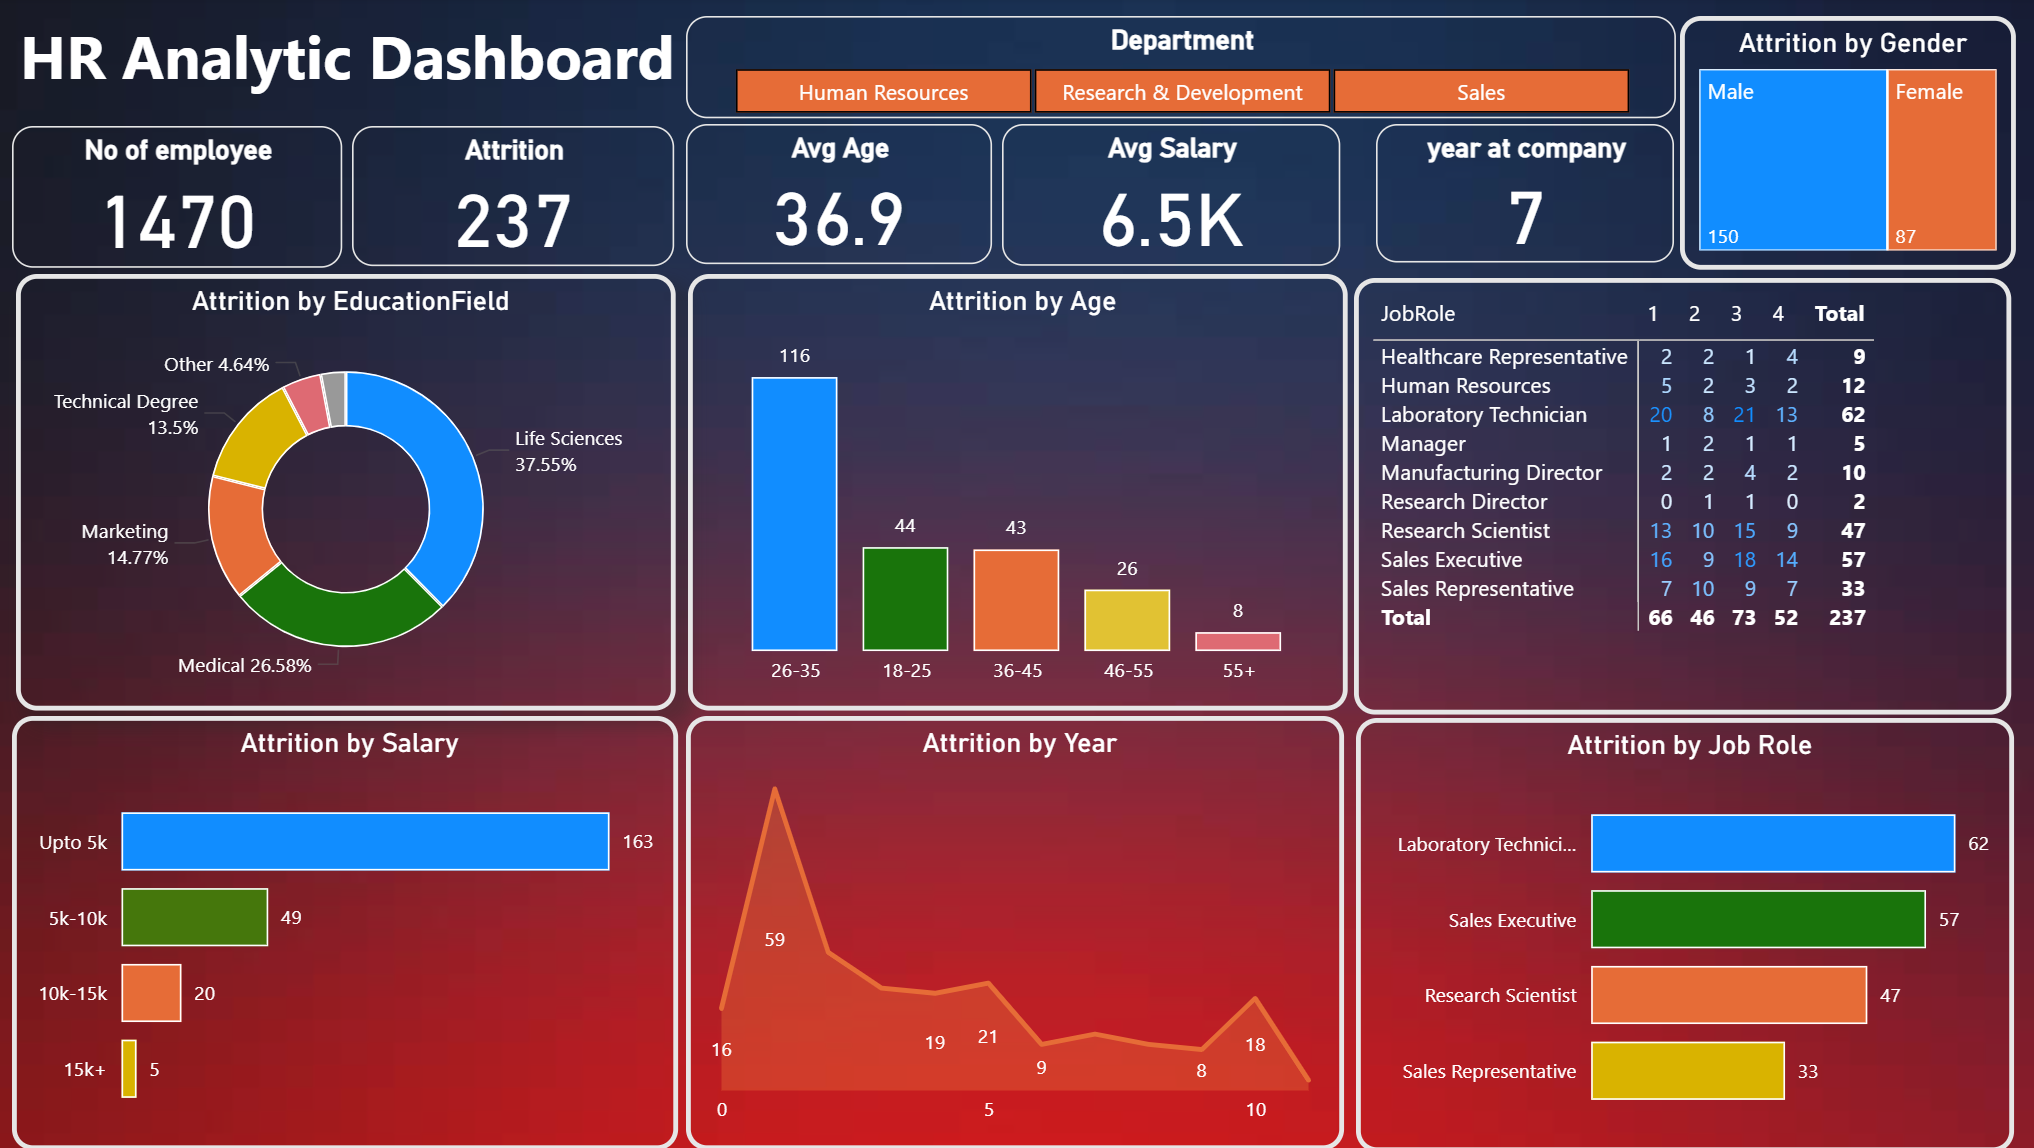 HR Analytic Dashboard
Department
Human Resources
Research & Development
Sales
Attrition by Gender
Male
Female
150
87
No of employee
1470
Attrition
237
Avg Age
36.9
Avg Salary
6.5K
year at company
7
Attrition by EducationField
Other 4.64%
Technical Degree
13.5%
Life Sciences
37.55%
Marketing
14.77%
Medical 26.58%
Attrition by Age
116
44
43
26
8
26-35
18-25
36-45
46-55
55+
JobRole 1 2 3 4 Total
Healthcare Representative 2 2 1 4 9
Human Resources 5 2 3 2 12
Laboratory Technician 20 8 21 13 62
Manager 1 2 1 1 5
Manufacturing Director 2 2 4 2 10
Research Director 0 1 1 0 2
Research Scientist 13 10 15 9 47
Sales Executive 16 9 18 14 57
Sales Representative 7 10 9 7 33
Total 66 46 73 52 237
Attrition by Salary
Upto 5k 163
5k-10k 49
10k-15k 20
15k+ 5
Attrition by Year
59
16
19
21
9
8
18
0
5
10
Attrition by Job Role
Laboratory Technici... 62
Sales Executive 57
Research Scientist 47
Sales Representative 33